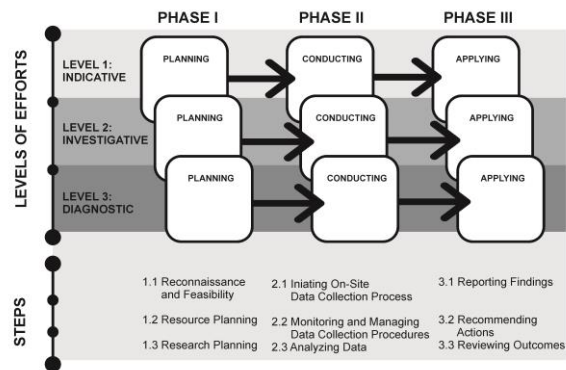 PHASE I PHASE II PHASE III
LEVELS OF EFFORTS
LEVEL 1:
INDICATIVE
PLANNING CONDUCTING APPLYING
LEVEL 2:
INVESTIGATIVE
PLANNING CONDUCTING APPLYING
LEVEL 3:
DIAGNOSTIC
PLANNING CONDUCTING APPLYING
STEPS
1.1 Reconnaissance
and Feasibility
1.2 Resource Planning
1.3 Research Planning
2.1 Iniating On-Site
Data Collection Process
2.2 Monitoring and Managing
Data Collection Procedures
2.3 Analyzing Data
3.1 Reporting Findings
3.2 Recommending
Actions
3.3 Reviewing Outcomes